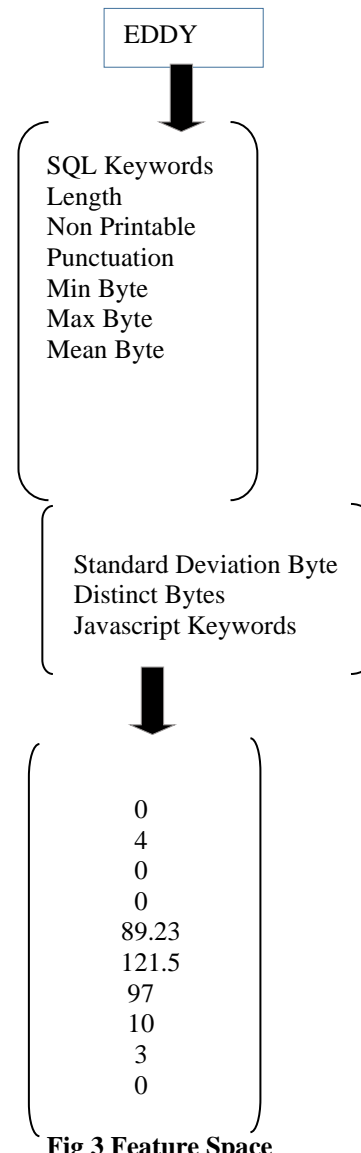 EDDY
SQL Keywords
Length
Non Printable
Punctuation
Min Byte
Max Byte
Mean Byte
Standard Deviation Byte
Distinct Bytes
Javascript Keywords
0
4
0
0
89.23
121.5
97
10
3
0
Fig 3 Feature Space